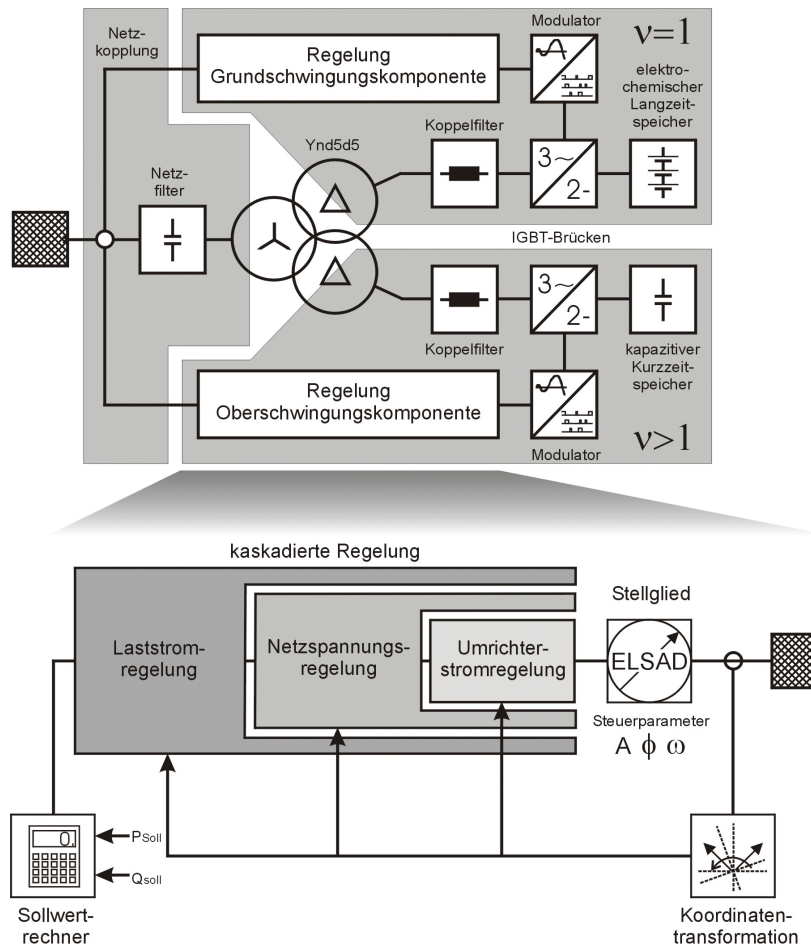 Netz-
kopplung
Regelung
Grundschwingungskomponente
Modulator
ν=1
elektro-
chemischer
Langzeit-
speicher
Koppelfilter
Ynd5d5
3~
2-
Netz-
filter
IGBT-Brücken
3~
2-
Koppelfilter
kapazitiver
Kurzzeit-
speicher
Regelung
Oberschwingungskomponente
Modulator
ν>1
kaskadierte Regelung
Laststrom-
regelung
Netzspannungs-
regelung
Umrichter-
stromregelung
Stellglied
ELSAD
Steuerparameter
A ϕ ω
0.
PSoll
Qsoll
Sollwert-
rechner
Koordinaten-
transformation